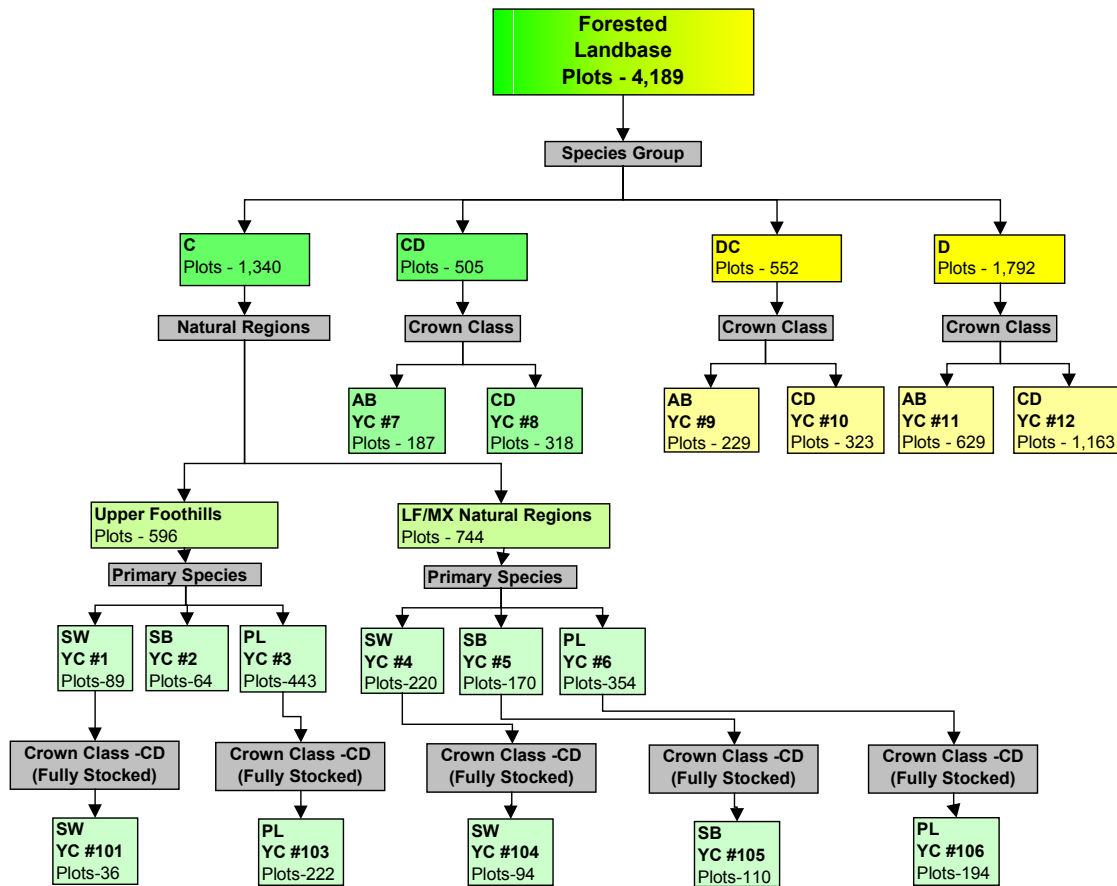 Forested
Landbase
Plots - 4,189
Species Group
C
Plots - 1,340
CD
Plots - 505
DC
Plots - 552
D
Plots - 1,792
Natural Regions
Crown Class
Crown Class
Crown Class
AB
YC #7
Plots - 187
CD
YC #8
Plots - 318
AB
YC #9
Plots - 229
CD
YC #10
Plots - 323
AB
YC #11
Plots - 629
CD
YC #12
Plots - 1,163
Upper Foothills
Plots - 596
LF/MX Natural Regions
Plots - 744
Primary Species
Primary Species
SW
YC #1
Plots-89
SB
YC #2
Plots-64
PL
YC #3
Plots-443
SW
YC #4
Plots-220
SB
YC #5
Plots-170
PL
YC #6
Plots-354
Crown Class -CD
(Fully Stocked)
Crown Class -CD
(Fully Stocked)
Crown Class -CD
(Fully Stocked)
Crown Class -CD
(Fully Stocked)
Crown Class -CD
(Fully Stocked)
SW
YC #101
Plots-36
PL
YC #103
Plots-222
SW
YC #104
Plots-94
SB
YC #105
Plots-110
PL
YC #106
Plots-194